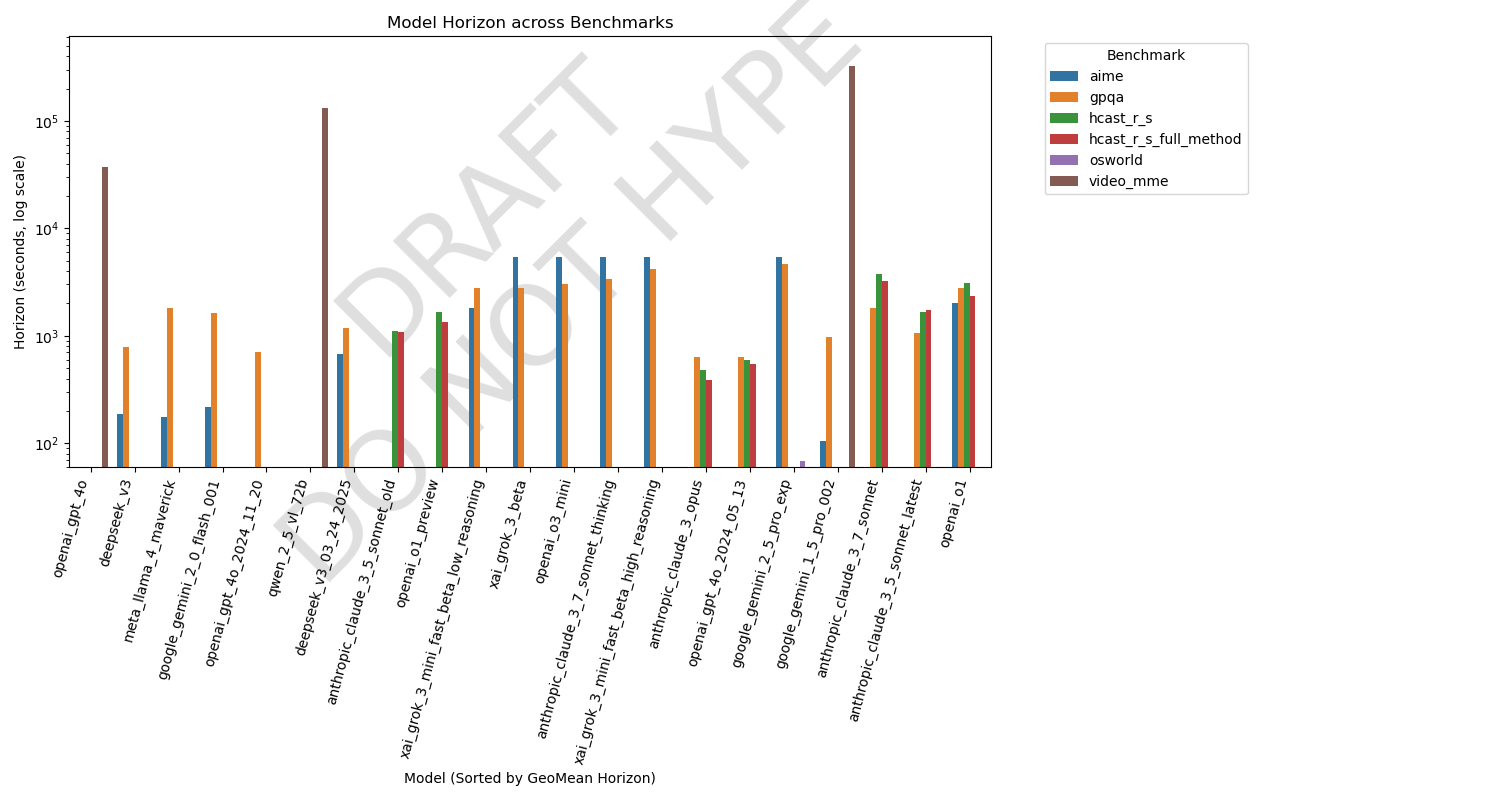 Model Horizon across Benchmarks
DRAFT
DO NOT HYPE
Horizon (seconds, log scale)
10^5
10^4
10^3
10^2
openai_gpt_4o
deepseek_v3
meta_llama_4_maverick
google_gemini_2_0_flash_001
openai_gpt_4o_2024_11_20
qwen_2_5_vl_72b
deepseek_v3_03_24_2025
anthropic_claude_3_5_sonnet_old
openai_o1_preview
xai_grok_3_mini_fast_beta_low_reasoning
xai_grok_3_beta
openai_o3_mini
anthropic_claude_3_7_sonnet_thinking
xai_grok_3_mini_fast_beta_high_reasoning
anthropic_claude_3_opus
openai_gpt_4o_2024_05_13
google_gemini_2_5_pro_exp
google_gemini_1_5_pro_002
anthropic_claude_3_7_sonnet
anthropic_claude_3_5_sonnet_latest
openai_o1
Model (Sorted by GeoMean Horizon)
Benchmark
aime
gpqa
hcast_r_s
hcast_r_s_full_method
osworld
video_mme